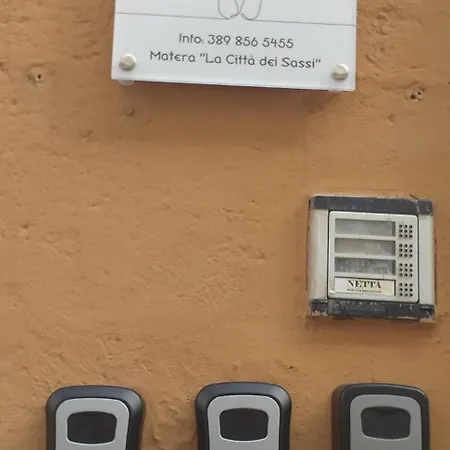 Info: 389 856 5455
Matera "La Città dei Sassi"
NETTA